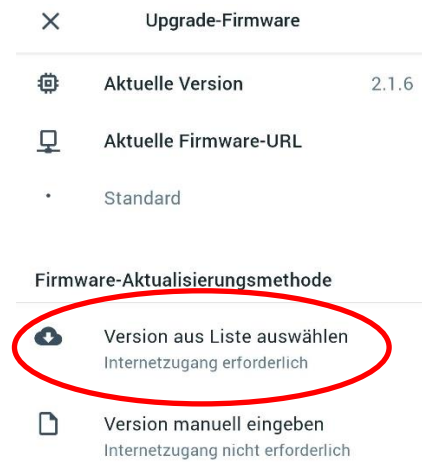 Upgrade-Firmware
Aktuelle Version 2.1.6
Aktuelle Firmware-URL
Standard
Firmware-Aktualisierungsmethode
Version aus Liste auswählen
Internetzugang erforderlich
Version manuell eingeben
Internetzugang nicht erforderlich